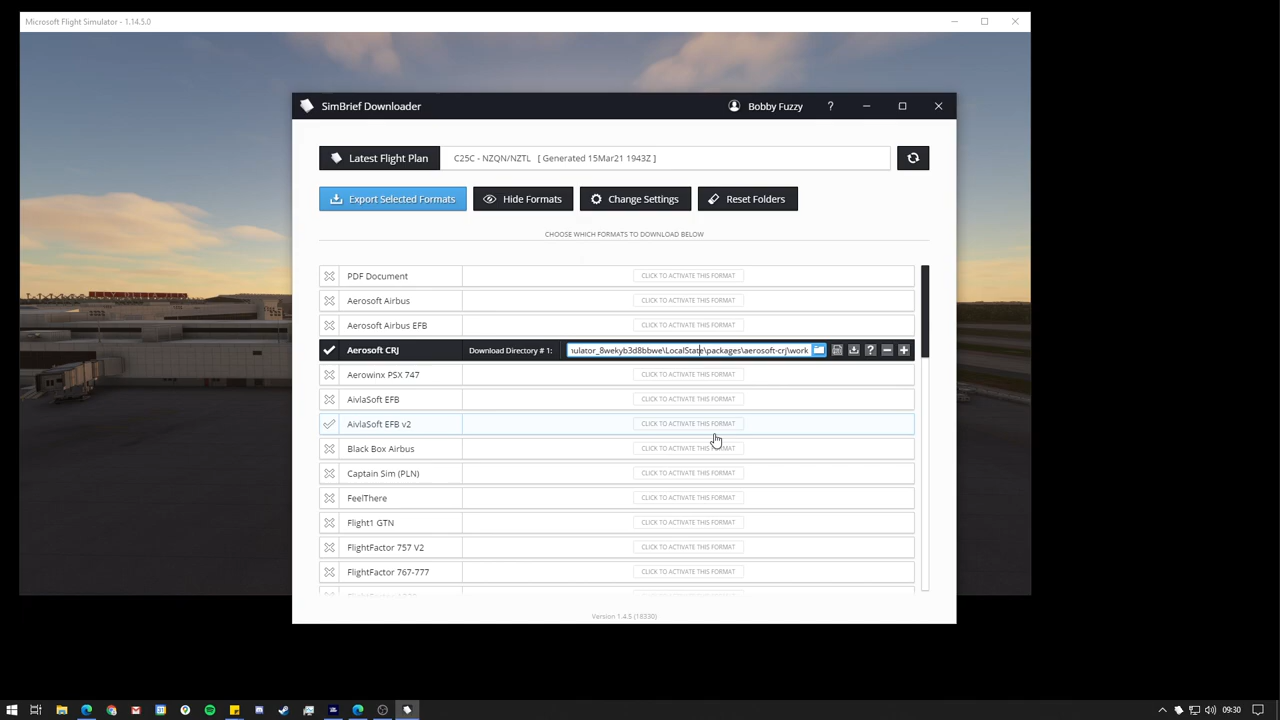 Microsoft Flight Simulator - 1.14.5.0
SimBrief Downloader
Bobby Fuzzy
?
Latest Flight Plan
C25C - NZQN/NZTL [ Generated 15Mar21 1943Z ]
Export Selected Formats
Hide Formats
Change Settings
Reset Folders
CHOOSE WHICH FORMATS TO DOWNLOAD BELOW
PDF Document CLICK TO ACTIVATE THIS FORMAT
Aerosoft Airbus CLICK TO ACTIVATE THIS FORMAT
Aerosoft Airbus EFB CLICK TO ACTIVATE THIS FORMAT
Aerosoft CRJ Download Directory # 1: ulator_8wekyb3d8bbwe\LocalState\packages\aerosoft-crj\work ?
Aerowinx PSX 747 CLICK TO ACTIVATE THIS FORMAT
AivlaSoft EFB CLICK TO ACTIVATE THIS FORMAT
AivlaSoft EFB v2 CLICK TO ACTIVATE THIS FORMAT
Black Box Airbus CLICK TO ACTIVATE THIS FORMAT
Captain Sim (PLN) CLICK TO ACTIVATE THIS FORMAT
FeelThere CLICK TO ACTIVATE THIS FORMAT
Flight1 GTN CLICK TO ACTIVATE THIS FORMAT
FlightFactor 757 V2 CLICK TO ACTIVATE THIS FORMAT
FlightFactor 767-777 CLICK TO ACTIVATE THIS FORMAT
Version 1.4.5 (18330)
09:30